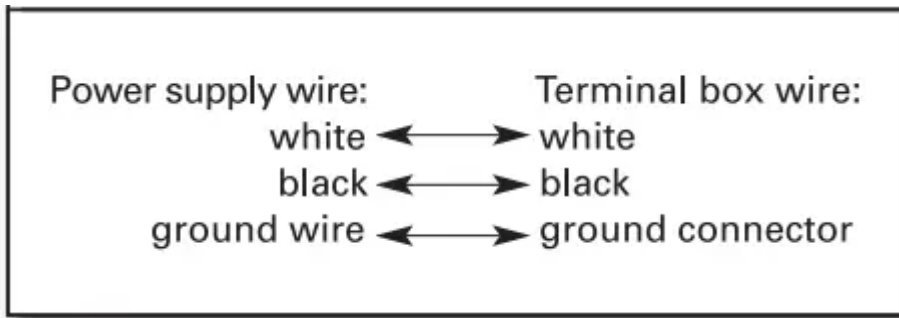 Power supply wire: Terminal box wire:
white white
black black
ground wire ground connector